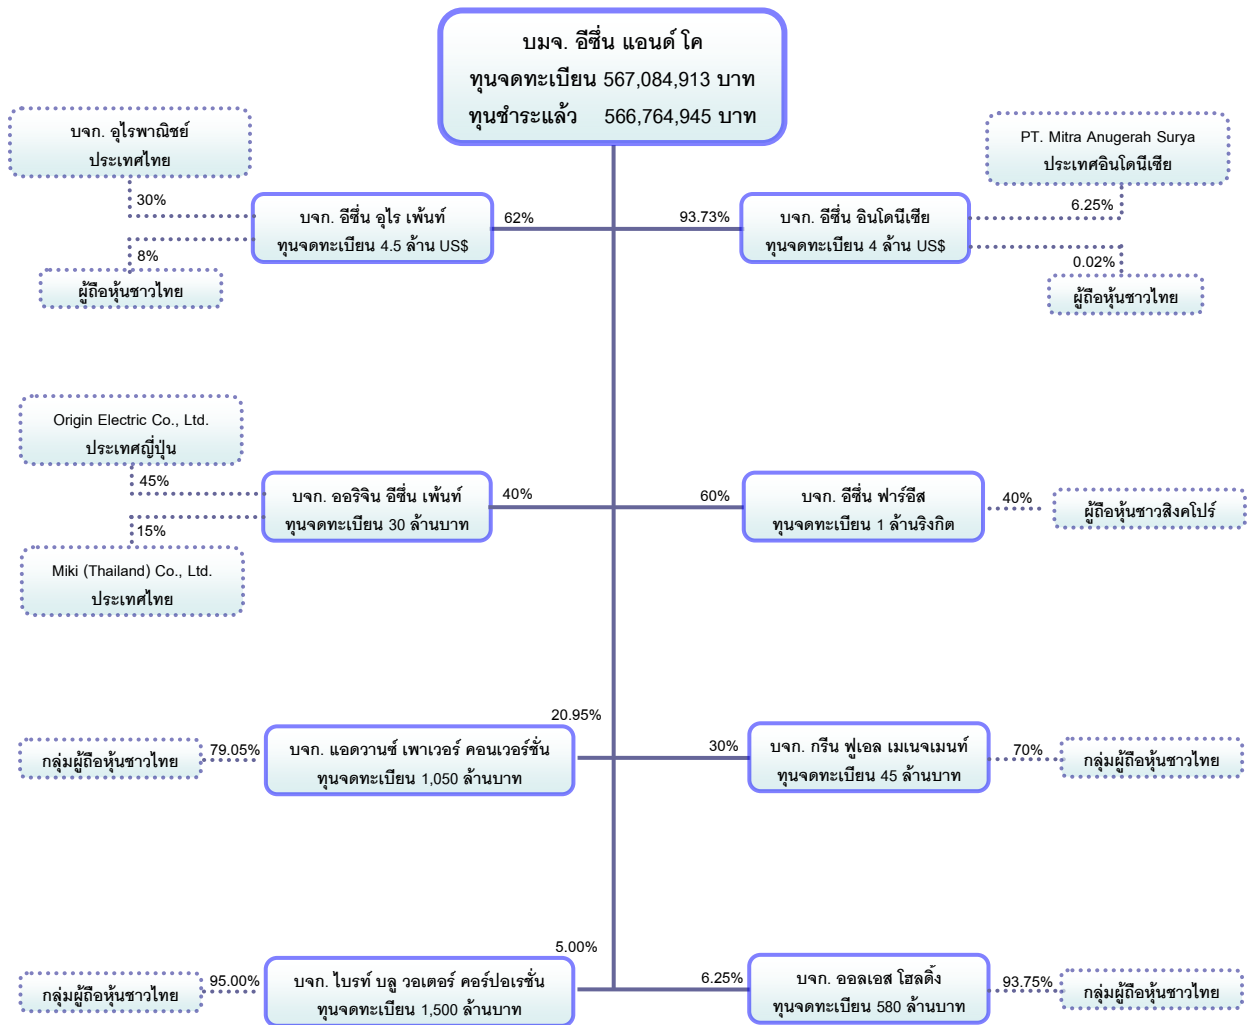 บมจ. อีซึ่น แอนด์ โค
ทุนจดทะเบียน 567,084,913 บาท
ทุนชำระแล้ว 566,764,945 บาท
บจก. อุไรพาณิชย์
ประเทศไทย
30%
8%
ผู้ถือหุ้นชาวไทย
บจก. อีซึ่น อุไร เพ้นท์
ทุนจดทะเบียน 4.5 ล้าน US$
62%
93.73%
บจก. อีซึ่น อินโดนีเซีย
ทุนจดทะเบียน 4 ล้าน US$
PT. Mitra Anugerah Surya
ประเทศอินโดนีเซีย
6.25%
0.02%
ผู้ถือหุ้นชาวไทย
Origin Electric Co., Ltd.
ประเทศญี่ปุ่น
45%
15%
Miki (Thailand) Co., Ltd.
ประเทศไทย
บจก. ออริจิน อีซึ่น เพ้นท์
ทุนจดทะเบียน 30 ล้านบาท
40%
60%
บจก. อีซึ่น ฟาร์อีส
ทุนจดทะเบียน 1 ล้านริงกิต
40%
ผู้ถือหุ้นชาวสิงคโปร์
กลุ่มผู้ถือหุ้นชาวไทย
79.05%
บจก. แอดวานซ์ เพาเวอร์ คอนเวอร์ชั่น
ทุนจดทะเบียน 1,050 ล้านบาท
20.95%
30%
บจก. กรีน ฟูเอล เมเนจเมนท์
ทุนจดทะเบียน 45 ล้านบาท
70%
กลุ่มผู้ถือหุ้นชาวไทย
กลุ่มผู้ถือหุ้นชาวไทย
95.00%
บจก. ไบรท์ บลู วอเตอร์ คอร์ปอเรชั่น
ทุนจดทะเบียน 1,500 ล้านบาท
5.00%
6.25%
บจก. ออลเอส โฮลดิ้ง
ทุนจดทะเบียน 580 ล้านบาท
93.75%
กลุ่มผู้ถือหุ้นชาวไทย